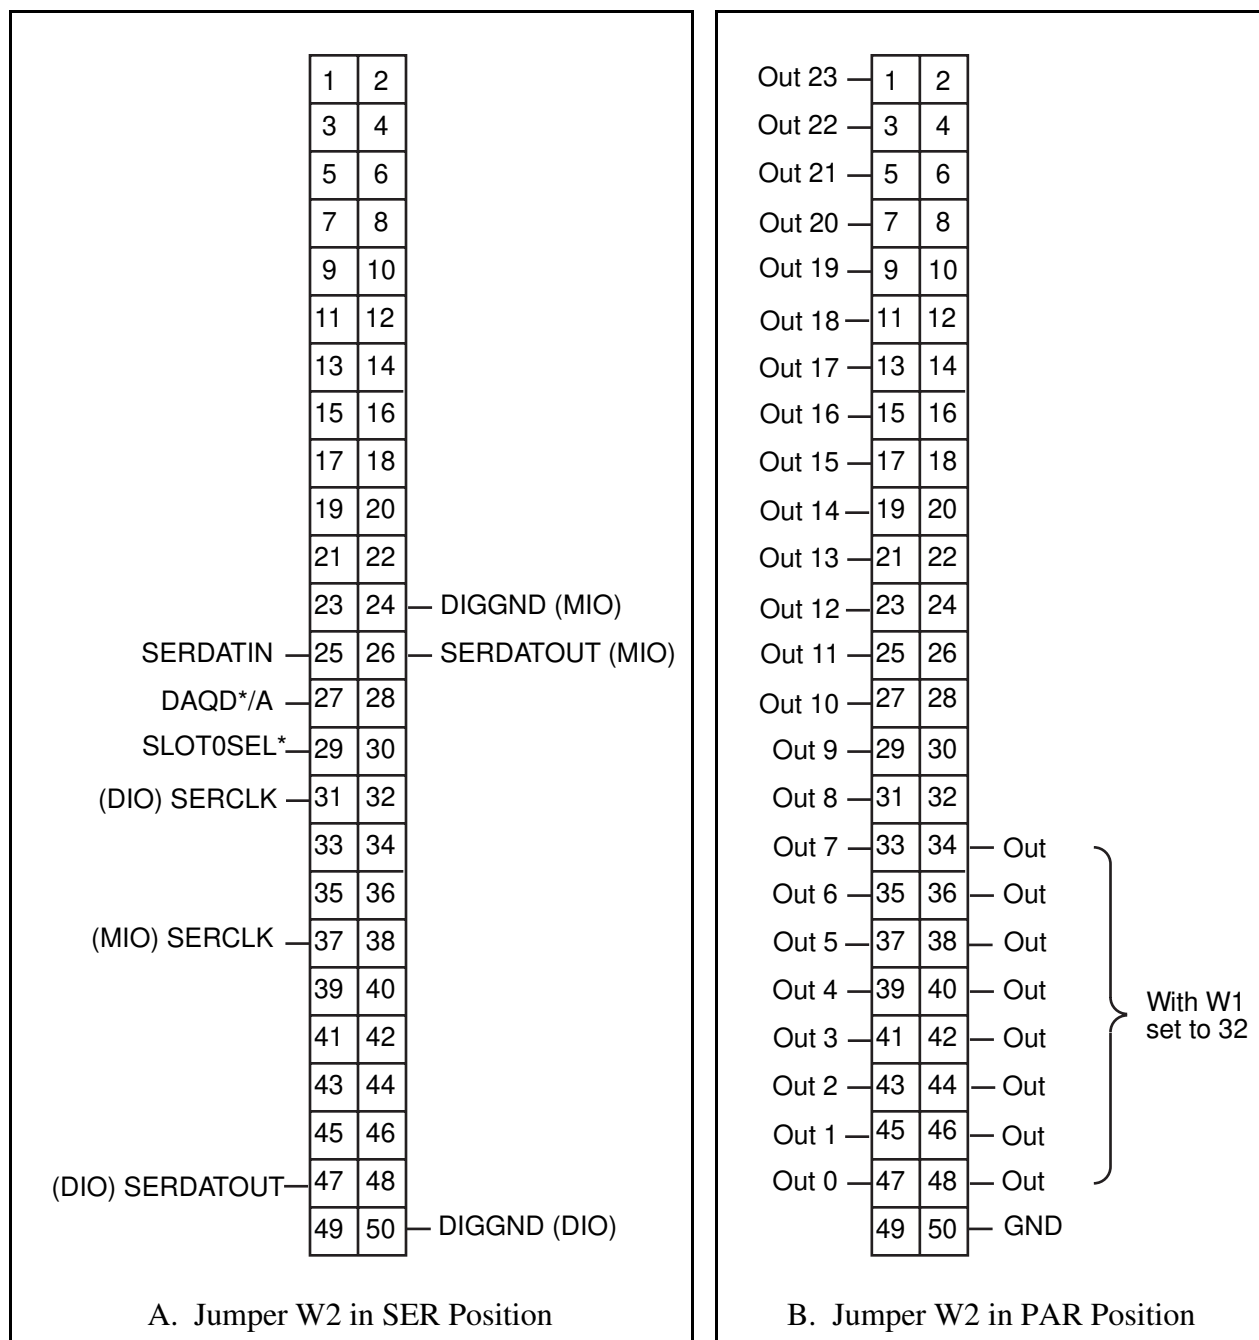 1 2
3 4
5 6
7 8
9 10
11 12
13 14
15 16
17 18
19 20
21 22
23 24 DIGGND (MIO)
SERDATIN 25 26 SERDATOUT (MIO)
DAQD*/A 27 28
SLOT0SEL* 29 30
(DIO) SERCLK 31 32
33 34
35 36
(MIO) SERCLK 37 38
39 40
41 42
43 44
45 46
(DIO) SERDATOUT 47 48
49 50 DIGGND (DIO)
A. Jumper W2 in SER Position
Out 23 1 2
Out 22 3 4
Out 21 5 6
Out 20 7 8
Out 19 9 10
Out 18 11 12
Out 17 13 14
Out 16 15 16
Out 15 17 18
Out 14 19 20
Out 13 21 22
Out 12 23 24
Out 11 25 26
Out 10 27 28
Out 9 29 30
Out 8 31 32
Out 7 33 34 Out
Out 6 35 36 Out
Out 5 37 38 Out
Out 4 39 40 Out
Out 3 41 42 Out
Out 2 43 44 Out
Out 1 45 46 Out
Out 0 47 48 Out
49 50 GND
With W1
set to 32
B. Jumper W2 in PAR Position